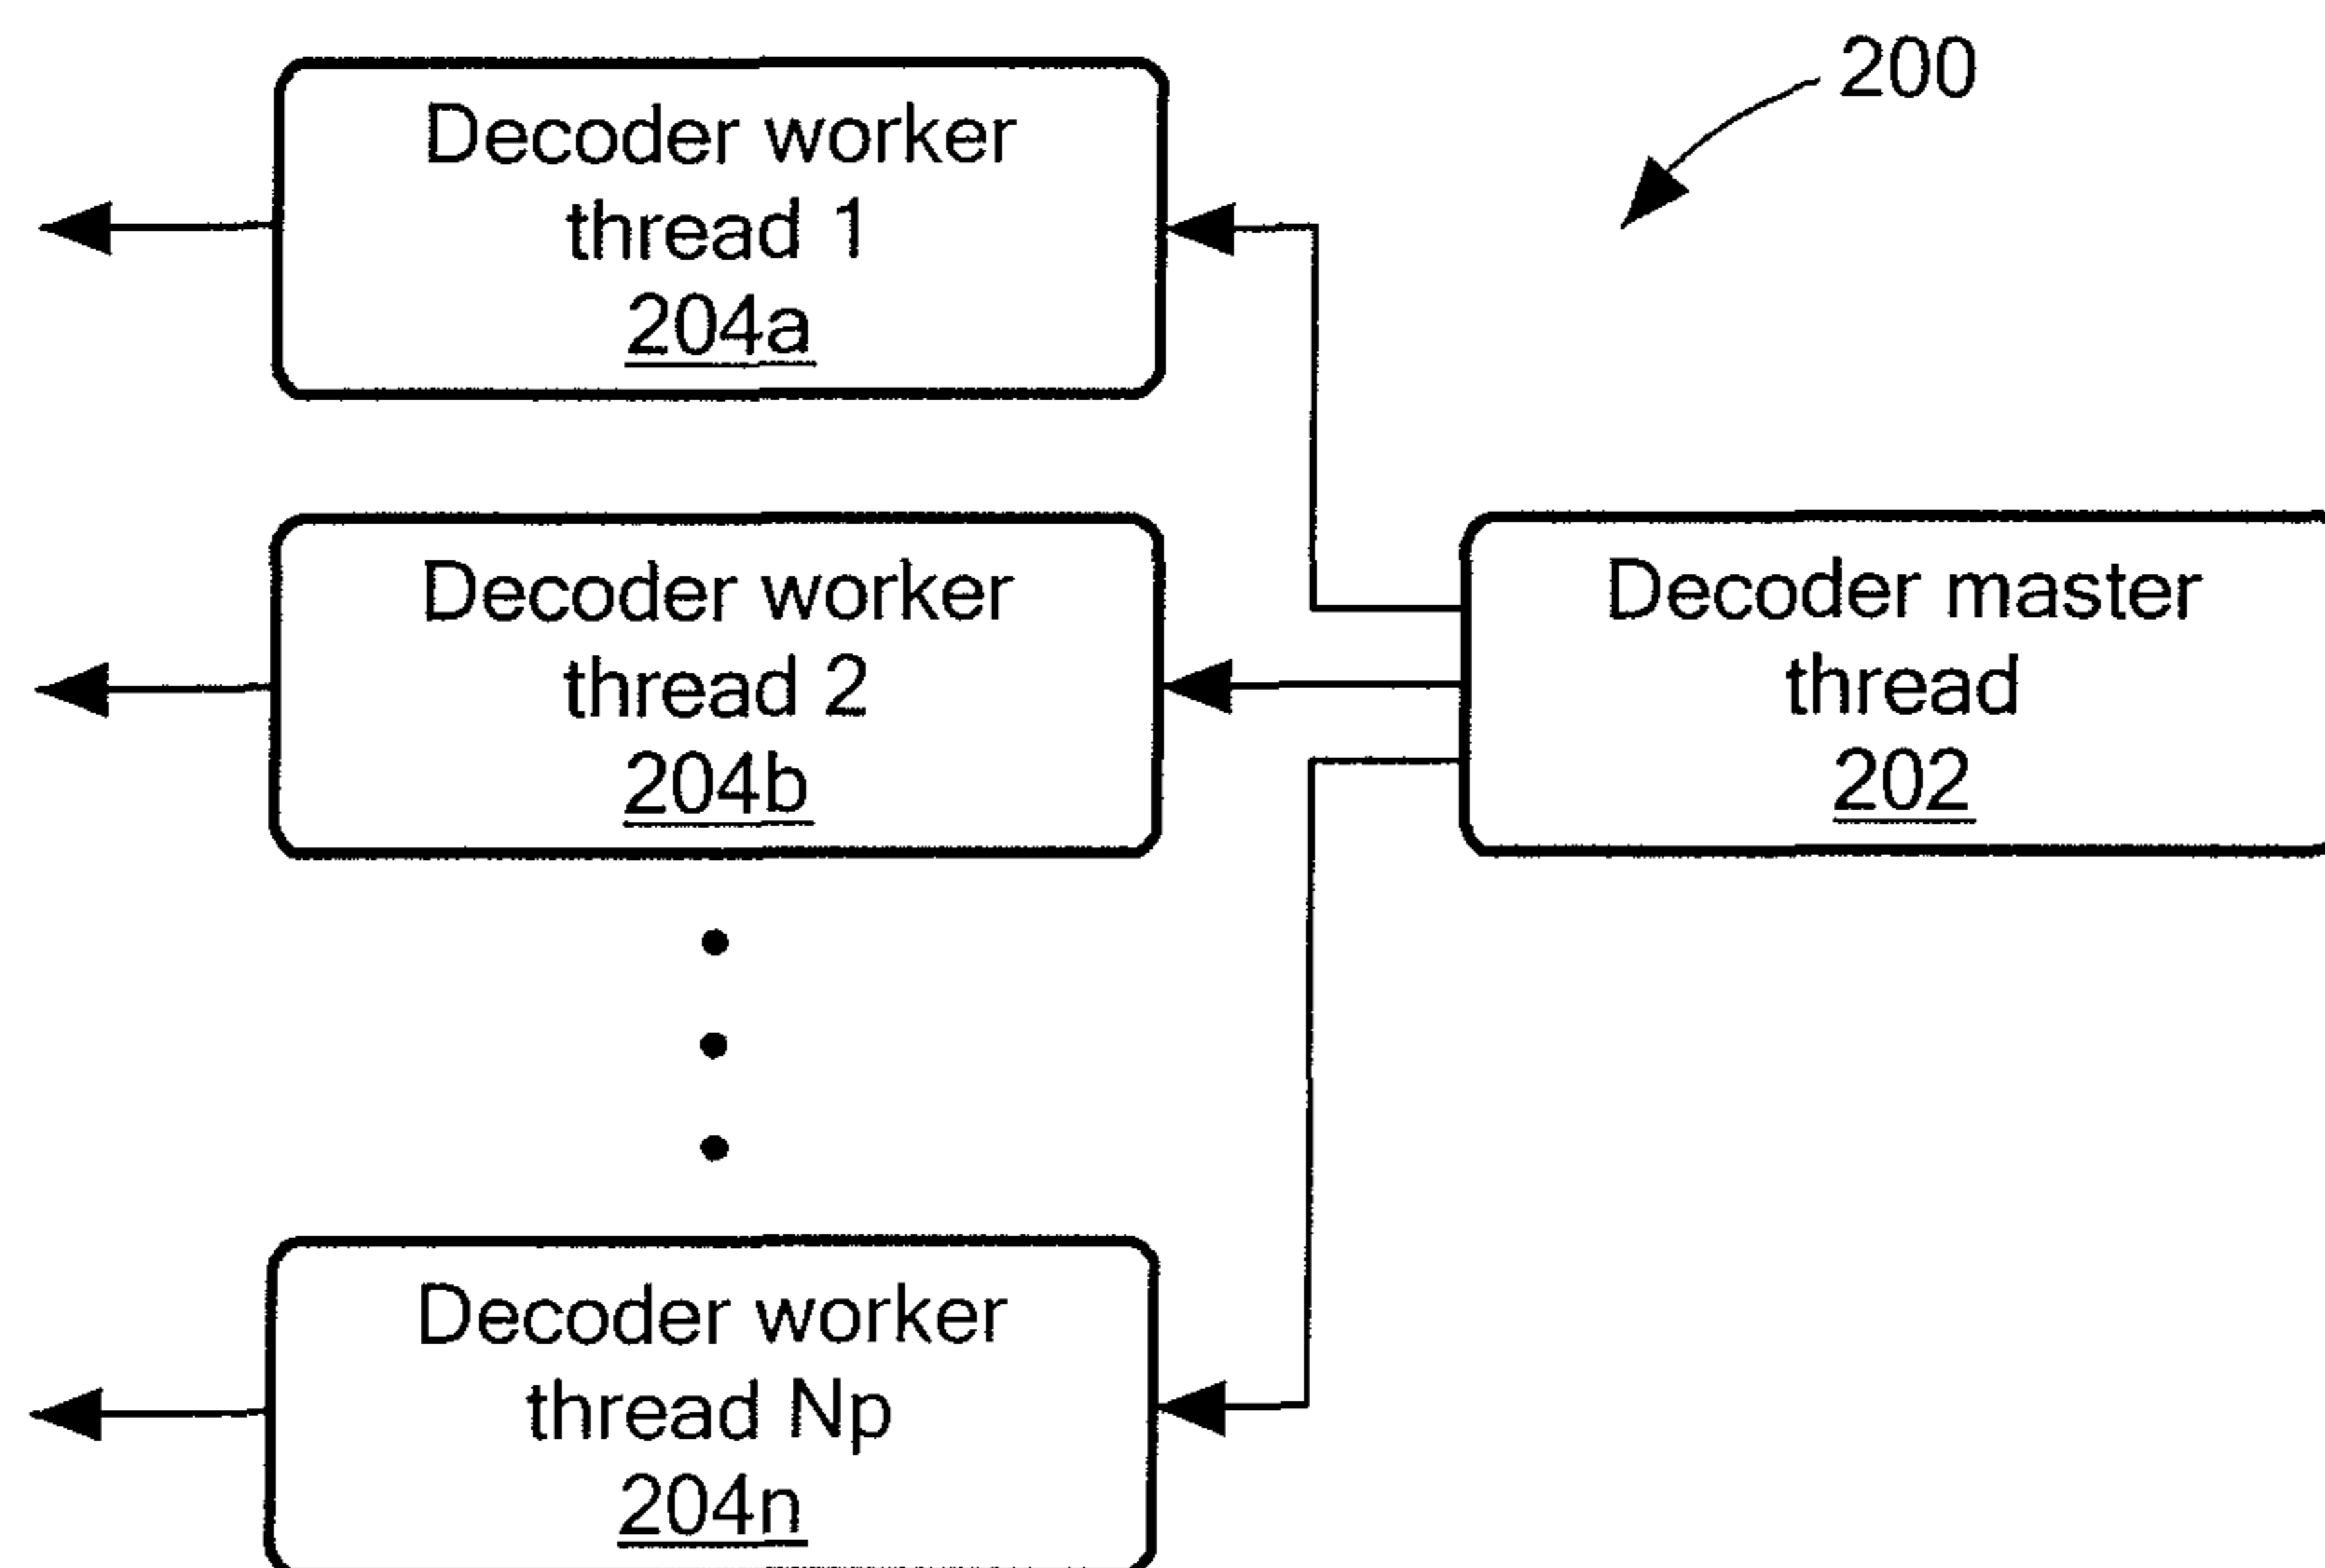 200
Decoder worker
thread 1
204a
Decoder worker
thread 2
204b
Decoder master
thread
202
Decoder worker
thread Np
204n